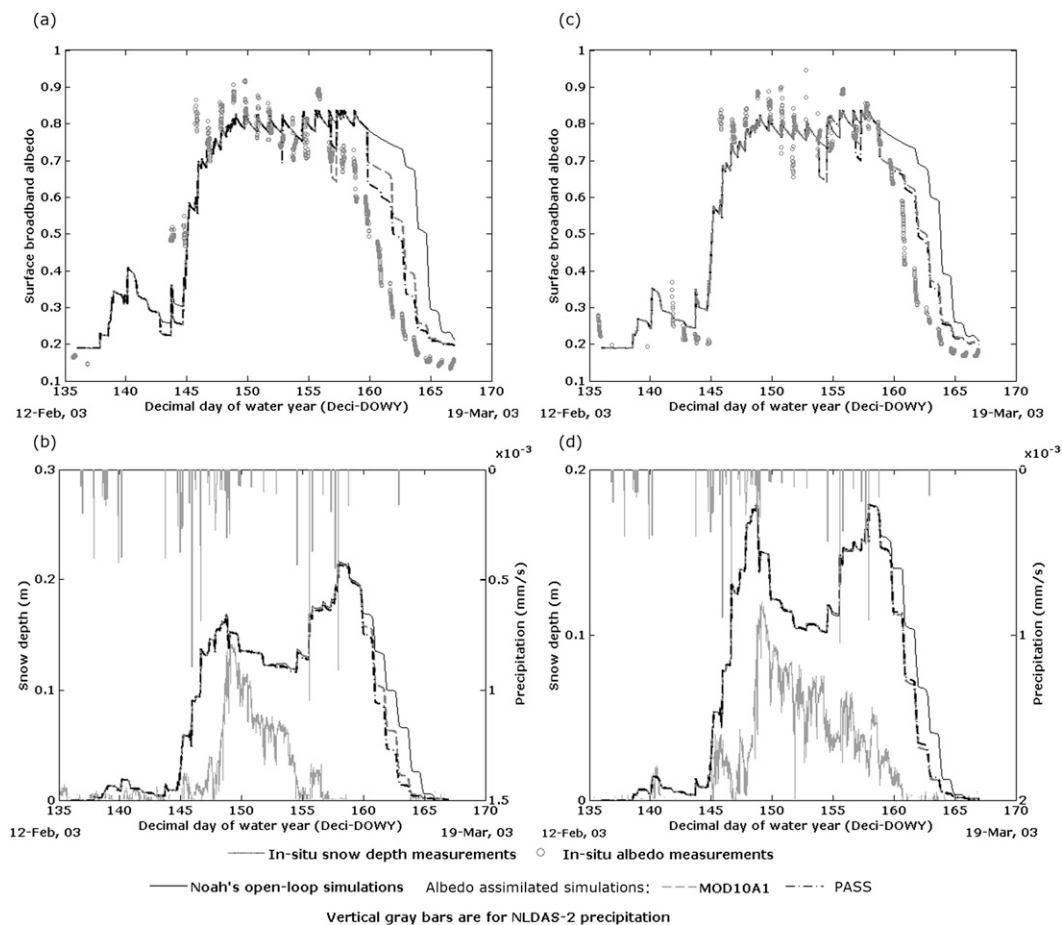 (a)
(c)
1
0.9
0.8
0.7
0.6
0.5
0.4
0.3
0.2
0.1
Surface broadband albedo
135 140 145 150 155 160 165 170
12-Feb, 03 Decimal day of water year (Deci-DOWY) 19-Mar, 03
1
0.9
0.8
0.7
0.6
0.5
0.4
0.3
0.2
0.1
Surface broadband albedo
135 140 145 150 155 160 165 170
12-Feb, 03 Decimal day of water year (Deci-DOWY) 19-Mar, 03
(b)
x10⁻³
0.3
0.2
0.1
0
Snow depth (m)
0
0.5
1
1.5
Precipitation (mm/s)
135 140 145 150 155 160 165 170
12-Feb, 03 Decimal day of water year (Deci-DOWY) 19-Mar, 03
(d)
x10⁻³
0.2
0.1
0
Snow depth (m)
0
1
2
Precipitation (mm/s)
135 140 145 150 155 160 165 170
12-Feb, 03 Decimal day of water year (Deci-DOWY) 19-Mar, 03
In-situ snow depth measurements In-situ albedo measurements
Noah's open-loop simulations Albedo assimilated simulations: MOD10A1 PASS
Vertical gray bars are for NLDAS-2 precipitation